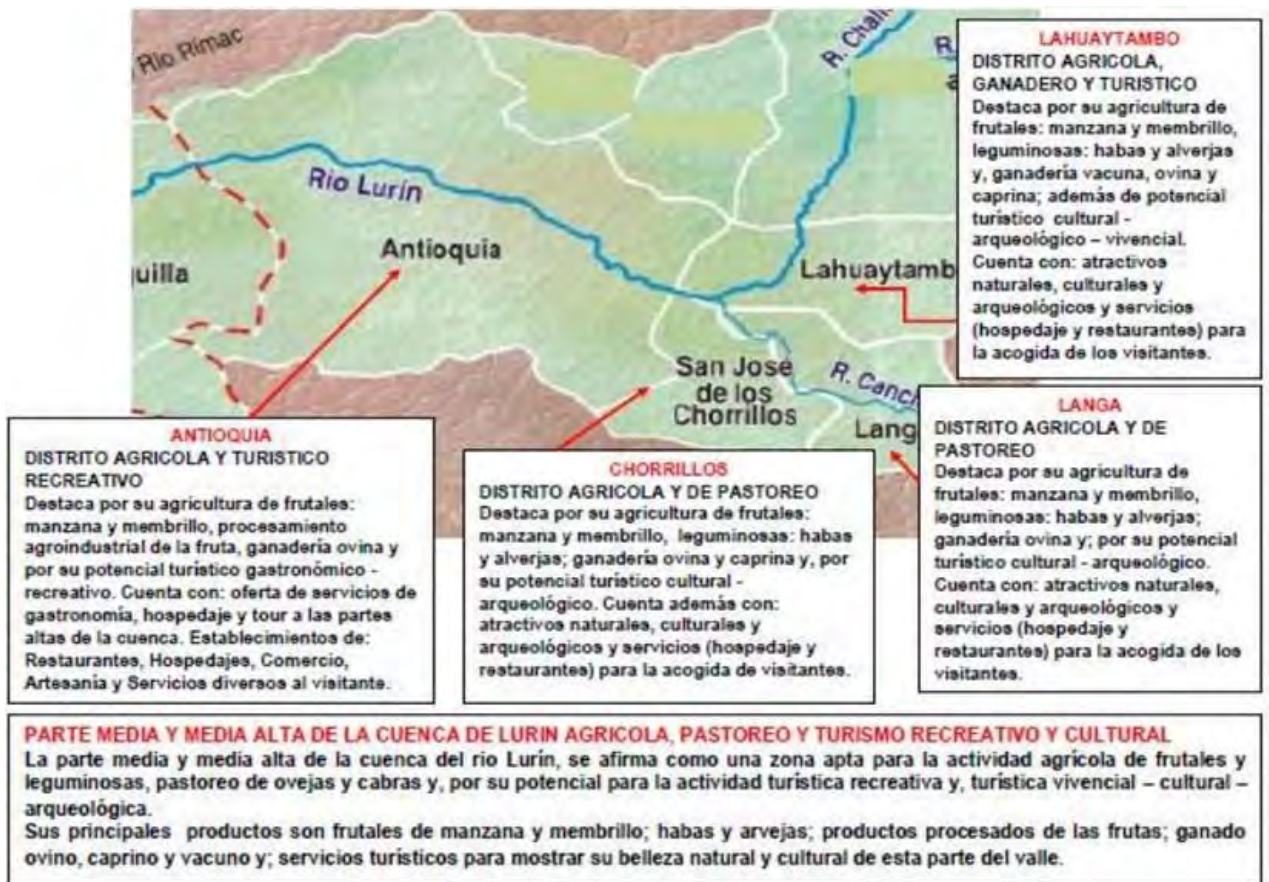 Rio Rimac
R. Chali
R.
a
Rio Lurín
Antioquia
quilla
Lahuaytamb
San José
de los
Chorrillos
R. Canch
Lang
LAHUAYTAMBO
DISTRITO AGRICOLA,
GANADERO Y TURISTICO
Destaca por su agricultura de
frutales: manzana y membrillo,
leguminosas: habas y alverjas
y, ganadería vacuna, ovina y
caprina; además de potencial
turístico cultural -
arqueológico – vivencial.
Cuenta con: atractivos
naturales, culturales y
arqueológicos y servicios
(hospedaje y restaurantes) para
la acogida de los visitantes.
LANGA
DISTRITO AGRICOLA Y DE
PASTOREO
Destaca por su agricultura de
frutales: manzana y membrillo,
leguminosas: habas y alverjas;
ganadería ovina y; por su potencial
turístico cultural - arqueológico.
Cuenta con: atractivos naturales,
culturales y arqueológicos y
servicios (hospedaje y
restaurantes) para la acogida de los
visitantes.
ANTIOQUIA
DISTRITO AGRICOLA Y TURISTICO
RECREATIVO
Destaca por su agricultura de frutales:
manzana y membrillo, procesamiento
agroindustrial de la fruta, ganadería ovina y
por su potencial turístico gastronómico -
recreativo. Cuenta con: oferta de servicios de
gastronomía, hospedaje y tour a las partes
altas de la cuenca. Establecimientos de:
Restaurantes, Hospedajes, Comercio,
Artesanía y Servicios diversos al visitante.
CHORRILLOS
DISTRITO AGRICOLA Y DE PASTOREO
Destaca por su agricultura de frutales:
manzana y membrillo, leguminosas: habas
y alverjas; ganadería ovina y caprina y, por
su potencial turístico cultural -
arqueológico. Cuenta además con:
atractivos naturales, culturales y
arqueológicos y servicios (hospedaje y
restaurantes) para la acogida de visitantes.
PARTE MEDIA Y MEDIA ALTA DE LA CUENCA DE LURIN AGRICOLA, PASTOREO Y TURISMO RECREATIVO Y CULTURAL
La parte media y media alta de la cuenca del rio Lurín, se afirma como una zona apta para la actividad agrícola de frutales y
leguminosas, pastoreo de ovejas y cabras y, por su potencial para la actividad turística recreativa y, turística vivencial – cultural –
arqueológica.
Sus principales productos son frutales de manzana y membrillo; habas y arvejas; productos procesados de las frutas; ganado
ovino, caprino y vacuno y; servicios turísticos para mostrar su belleza natural y cultural de esta parte del valle.